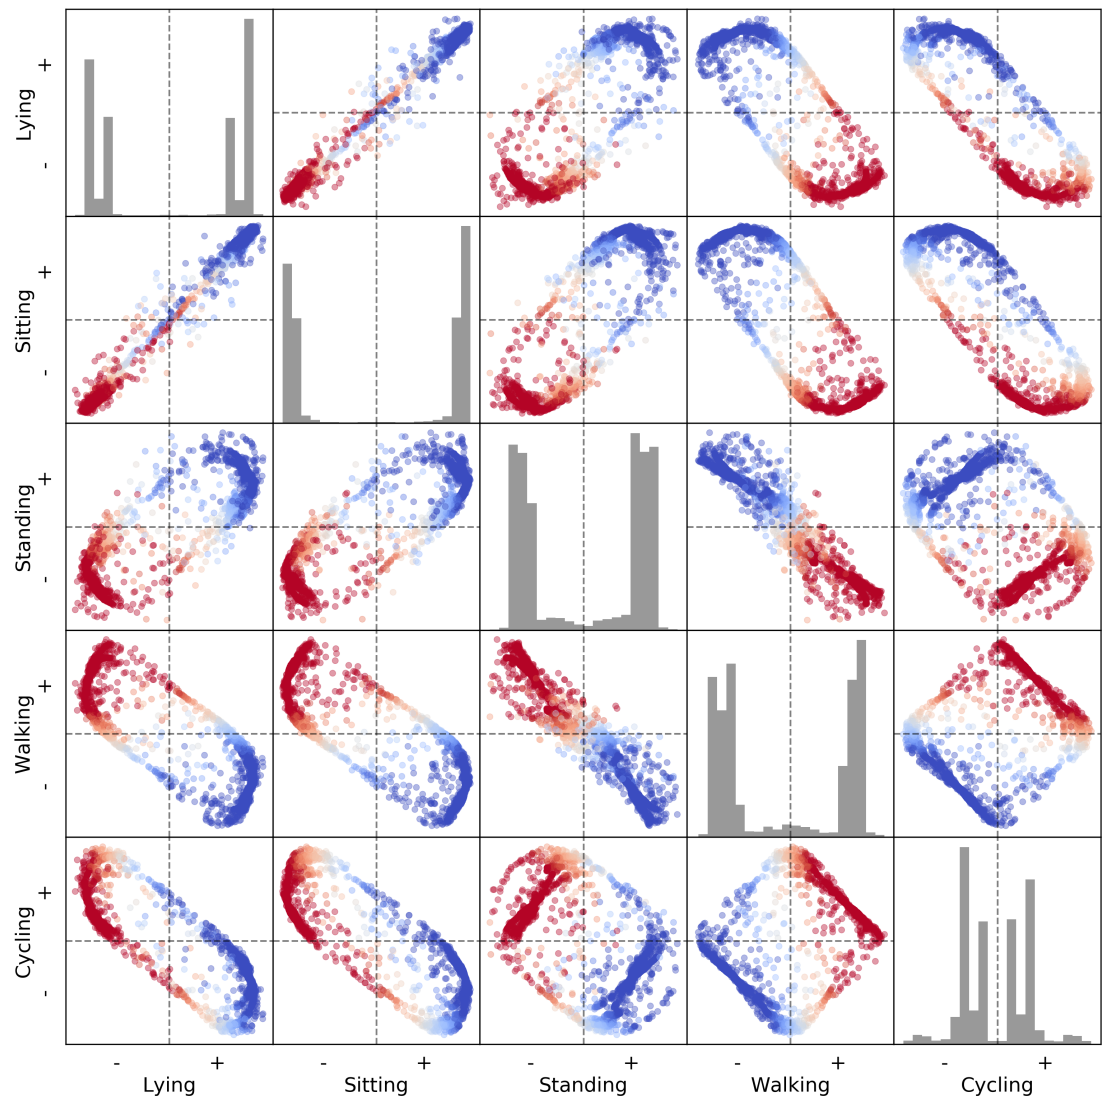 +
Lying
-
+
Sitting
-
+
Standing
-
+
Walking
-
+
Cycling
-
- + - + - + - + - +
Lying Sitting Standing Walking Cycling